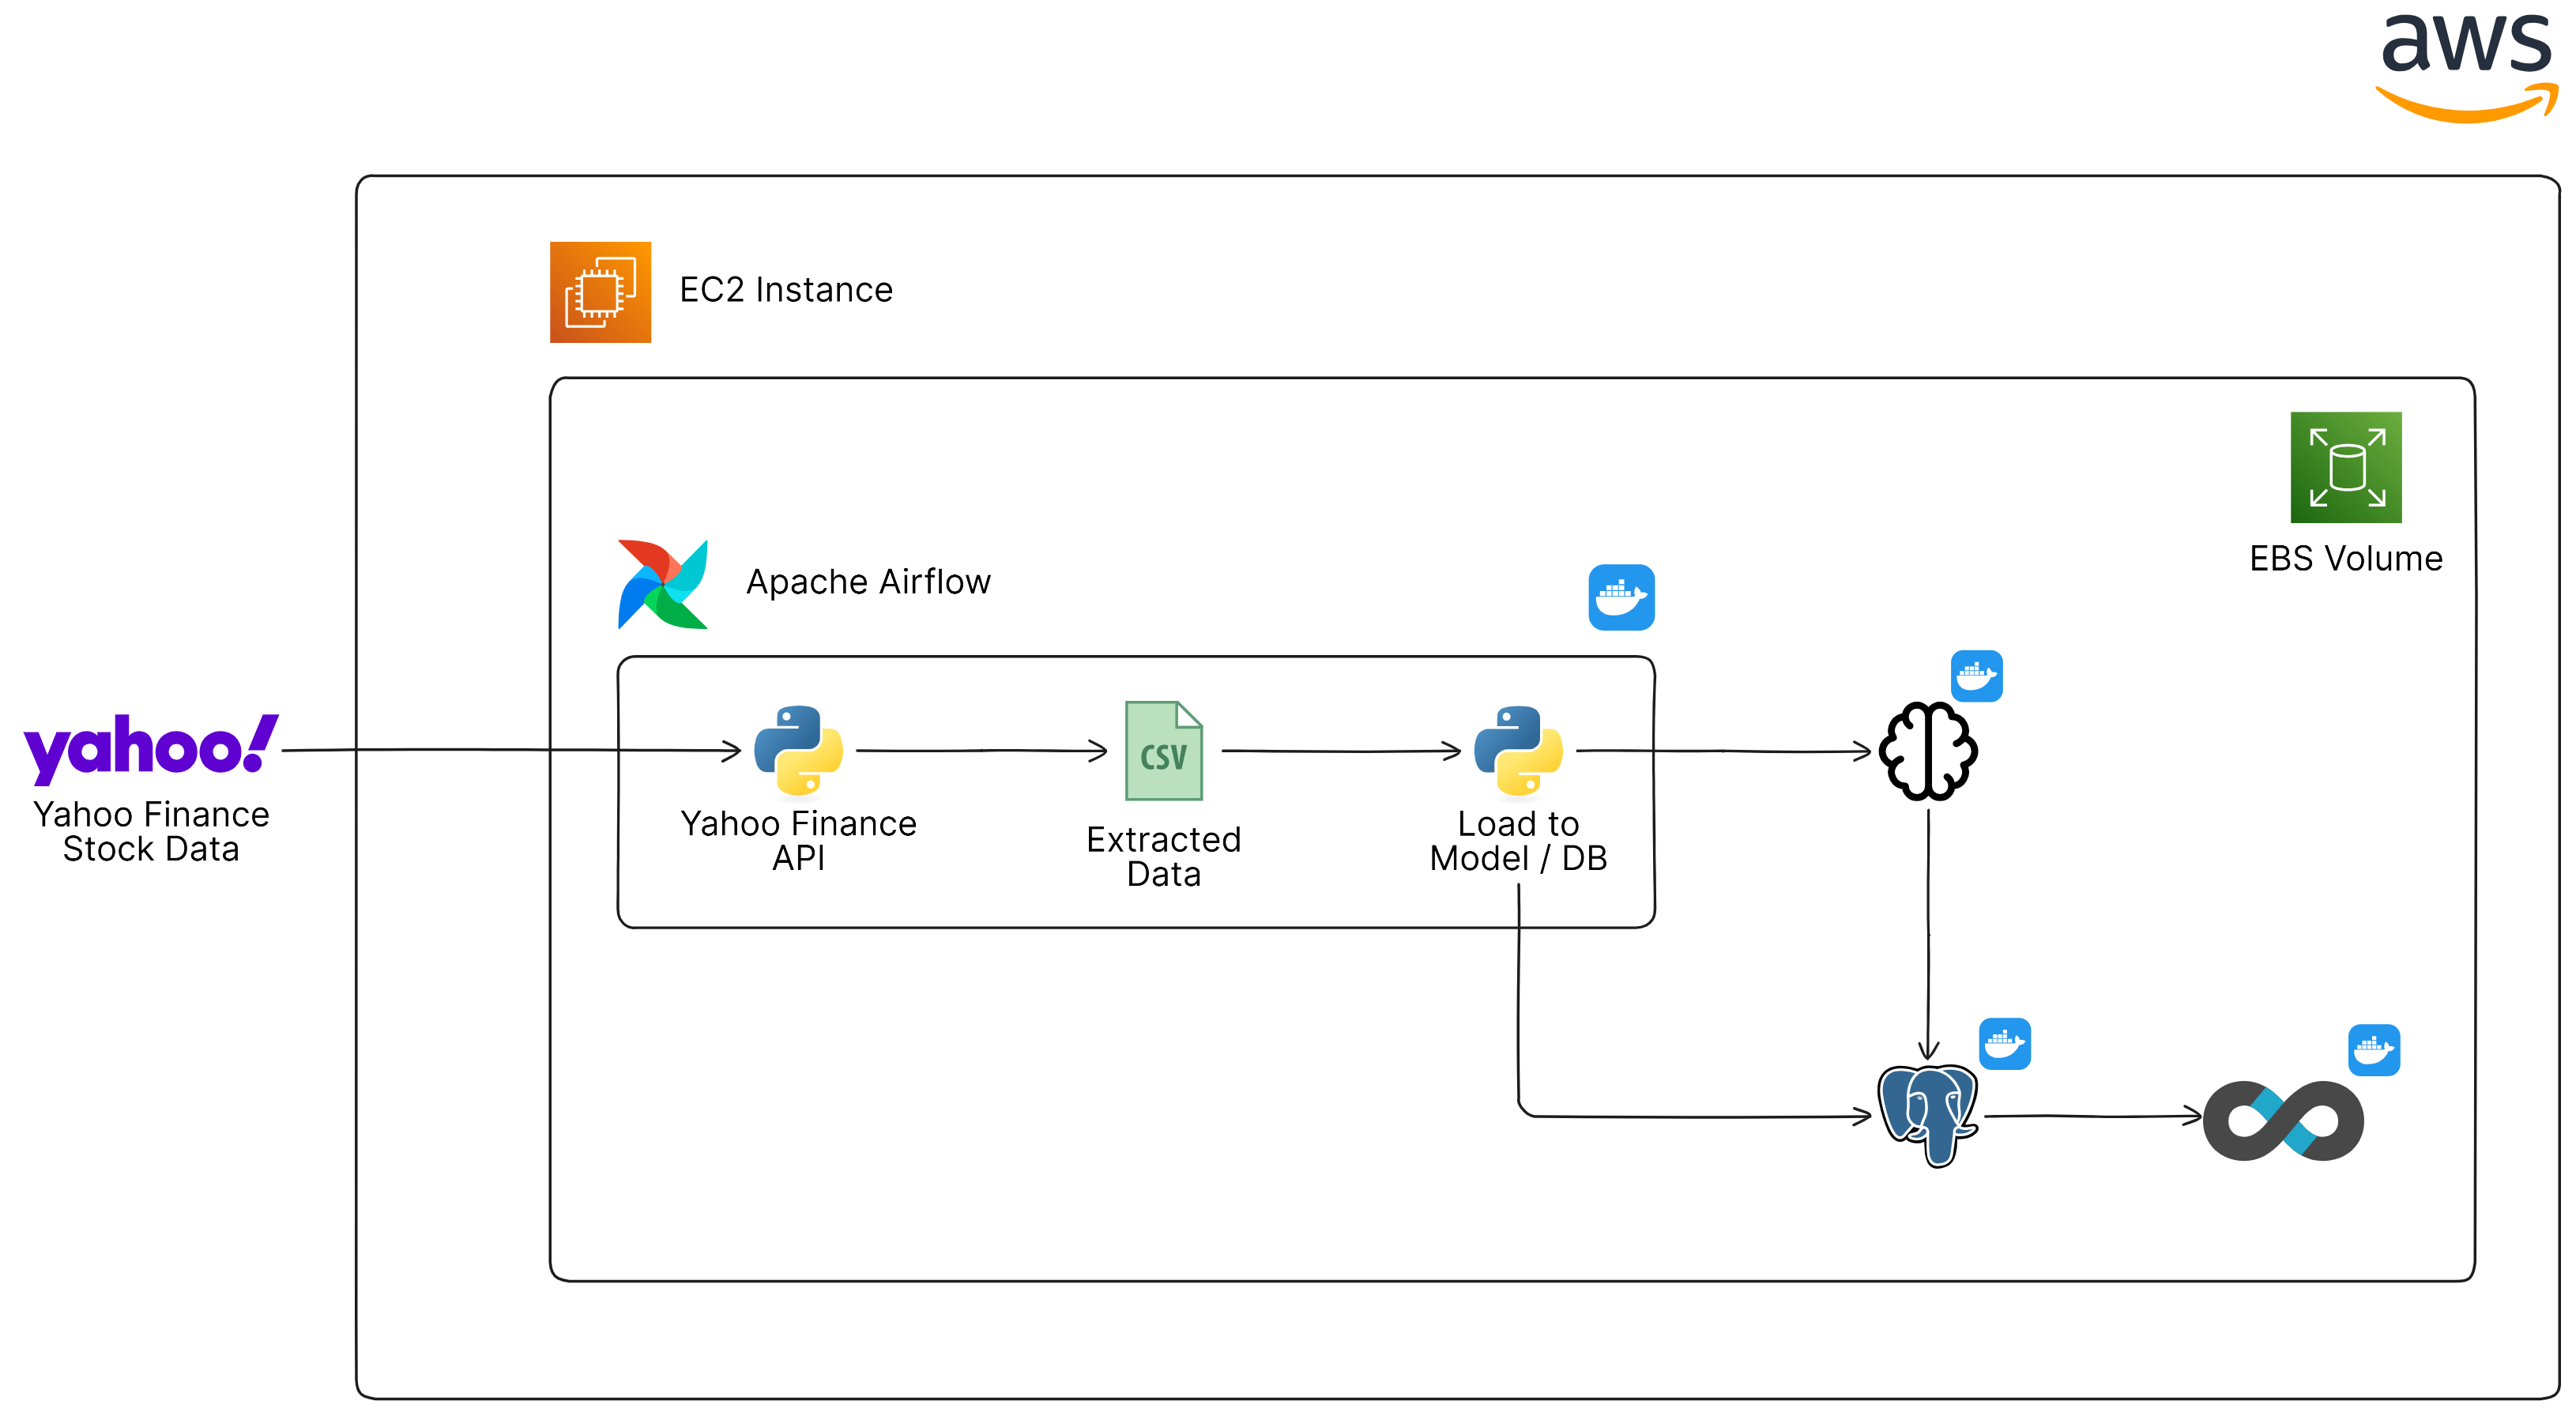 aws
EC2 Instance
EBS Volume
Apache Airflow
yahoo!
Yahoo Finance
Stock Data
Yahoo Finance
API
CSV
Extracted
Data
Load to
Model / DB